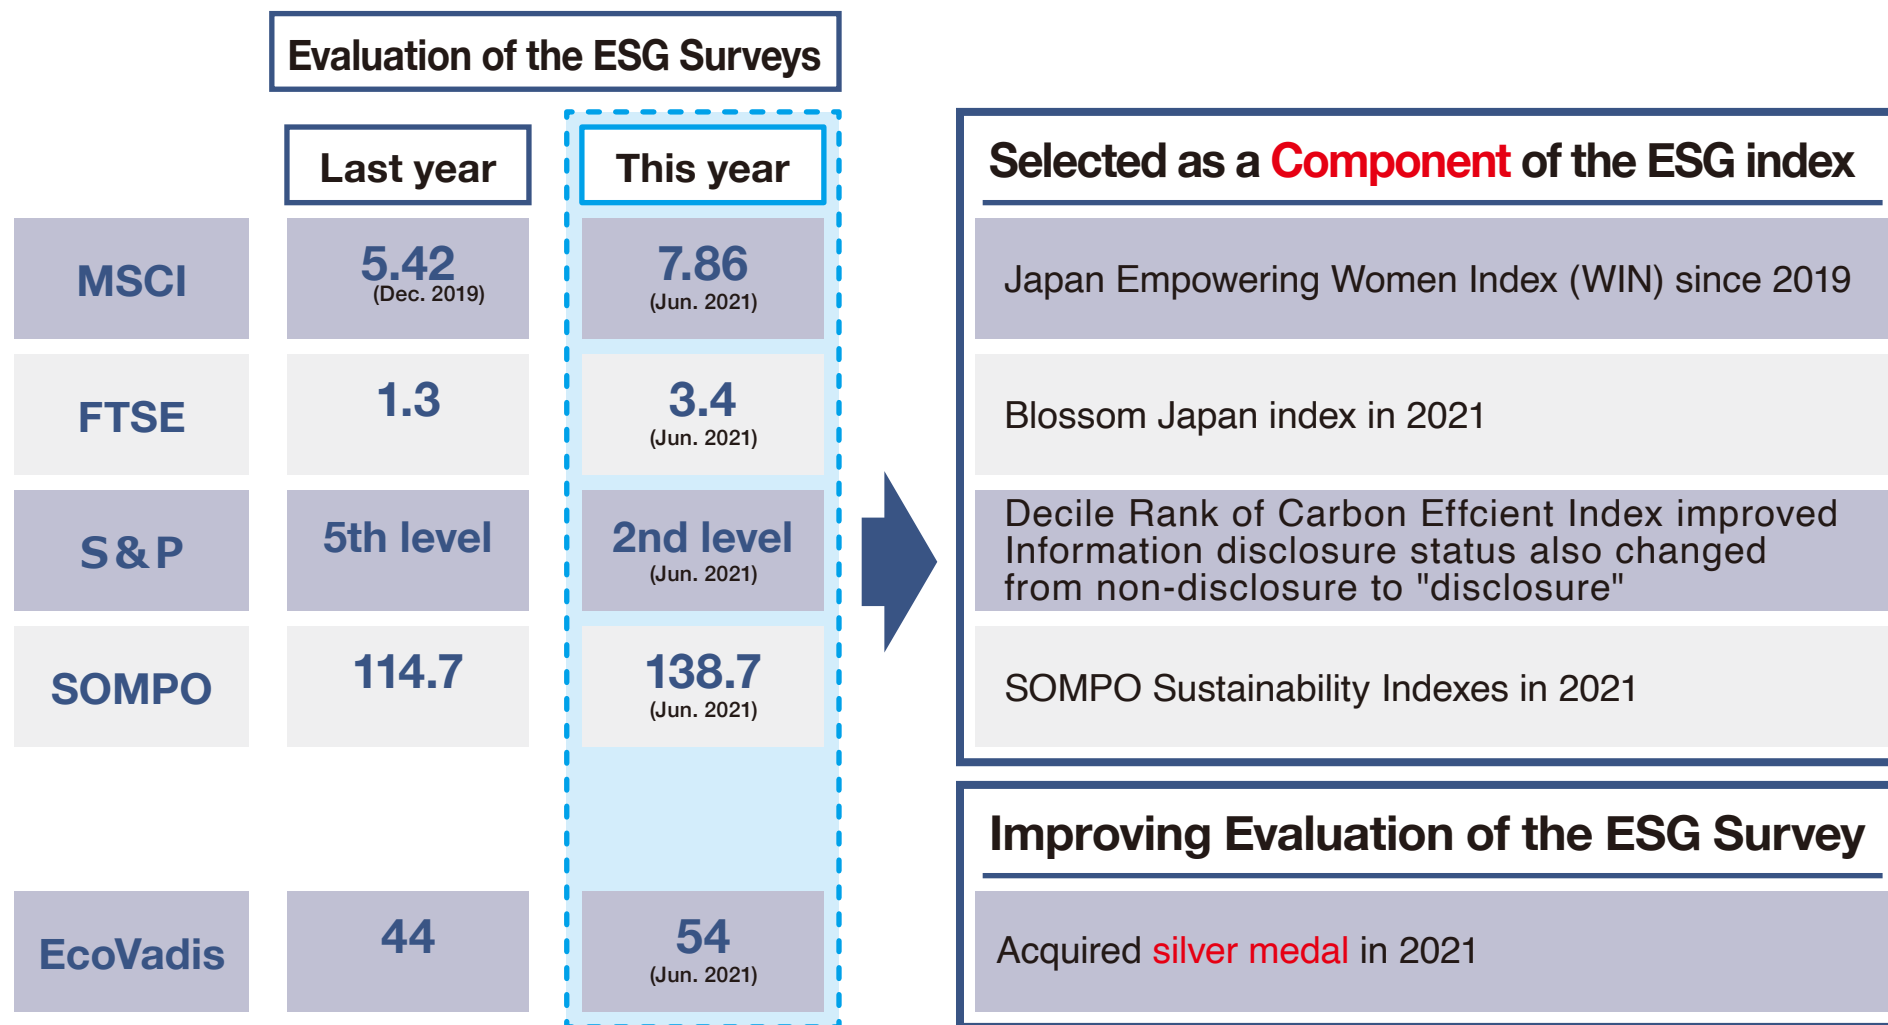 Evaluation of the ESG Surveys
Last year
This year
MSCI
5.42
(Dec. 2019)
7.86
(Jun. 2021)
FTSE
1.3
3.4
(Jun. 2021)
S&P
5th level
2nd level
(Jun. 2021)
SOMPO
114.7
138.7
(Jun. 2021)
EcoVadis
44
54
(Jun. 2021)
Selected as a Component of the ESG index
Japan Empowering Women Index (WIN) since 2019
Blossom Japan index in 2021
Decile Rank of Carbon Effcient Index improved
Information disclosure status also changed
from non-disclosure to "disclosure"
SOMPO Sustainability Indexes in 2021
Improving Evaluation of the ESG Survey
Acquired silver medal in 2021